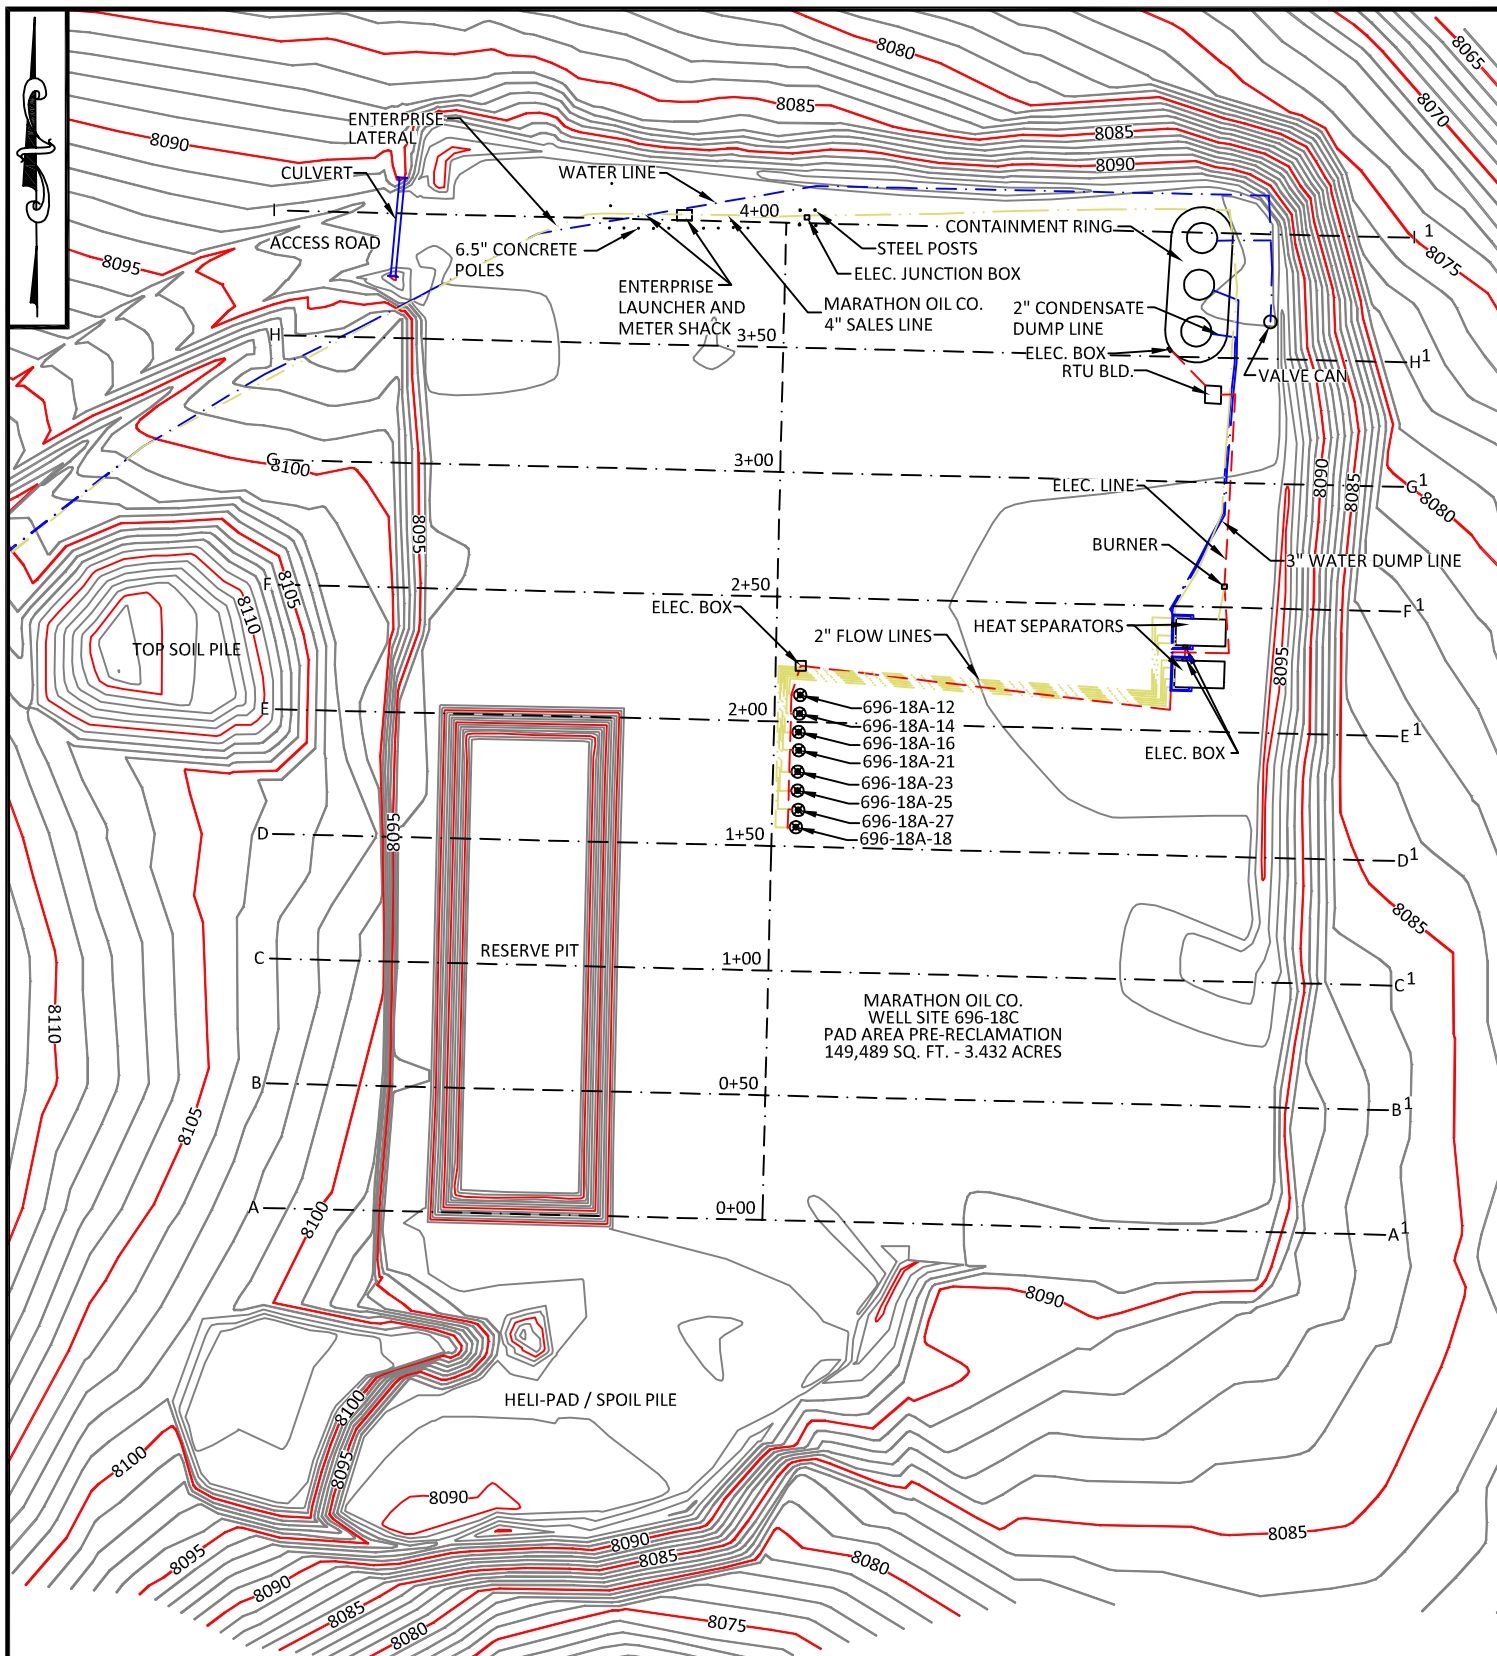 8080
8065
8070
8085
8085
8090
8090
ENTERPRISE
LATERAL
CULVERT
WATER LINE
I
4+00
I1
ACCESS ROAD
6.5" CONCRETE
POLES
CONTAINMENT RING
STEEL POSTS
ELEC. JUNCTION BOX
8095
8075
ENTERPRISE
LAUNCHER AND
METER SHACK
MARATHON OIL CO.
4" SALES LINE
2" CONDENSATE
DUMP LINE
H
3+50
H1
ELEC. BOX
RTU BLD.
VALVE CAN
G
8100
3+00
G1
8090
8085
8080
ELEC. LINE
8095
BURNER
3" WATER DUMP LINE
F
8105
8110
2+50
F1
ELEC. BOX
2" FLOW LINES
HEAT SEPARATORS
TOP SOIL PILE
8095
E
2+00
E1
696-18A-12
696-18A-14
696-18A-16
696-18A-21
696-18A-23
696-18A-25
696-18A-27
696-18A-18
ELEC. BOX
D
8095
1+50
D1
8085
C
RESERVE PIT
1+00
C1
MARATHON OIL CO.
WELL SITE 696-18C
PAD AREA PRE-RECLAMATION
149,489 SQ. FT. - 3.432 ACRES
8110
B
0+50
B1
8105
A
0+00
A1
8100
8090
HELI-PAD / SPOIL PILE
8100
8100
8095
8090
8095
8090
8085
8080
8085
8090
8085
8080
8075